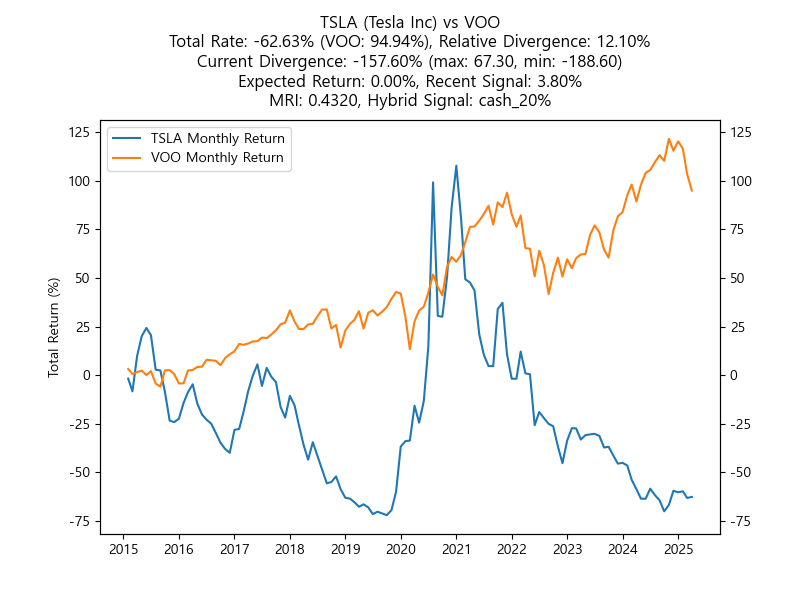 TSLA (Tesla Inc) vs VOO
Total Rate: -62.63% (VOO: 94.94%), Relative Divergence: 12.10%
Current Divergence: -157.60% (max: 67.30, min: -188.60)
Expected Return: 0.00%, Recent Signal: 3.80%
MRI: 0.4320, Hybrid Signal: cash_20%
TSLA Monthly Return
VOO Monthly Return
Total Return (%)
125
100
75
50
25
0
-25
-50
-75
125
100
75
50
25
0
-25
-50
-75
2015 2016 2017 2018 2019 2020 2021 2022 2023 2024 2025